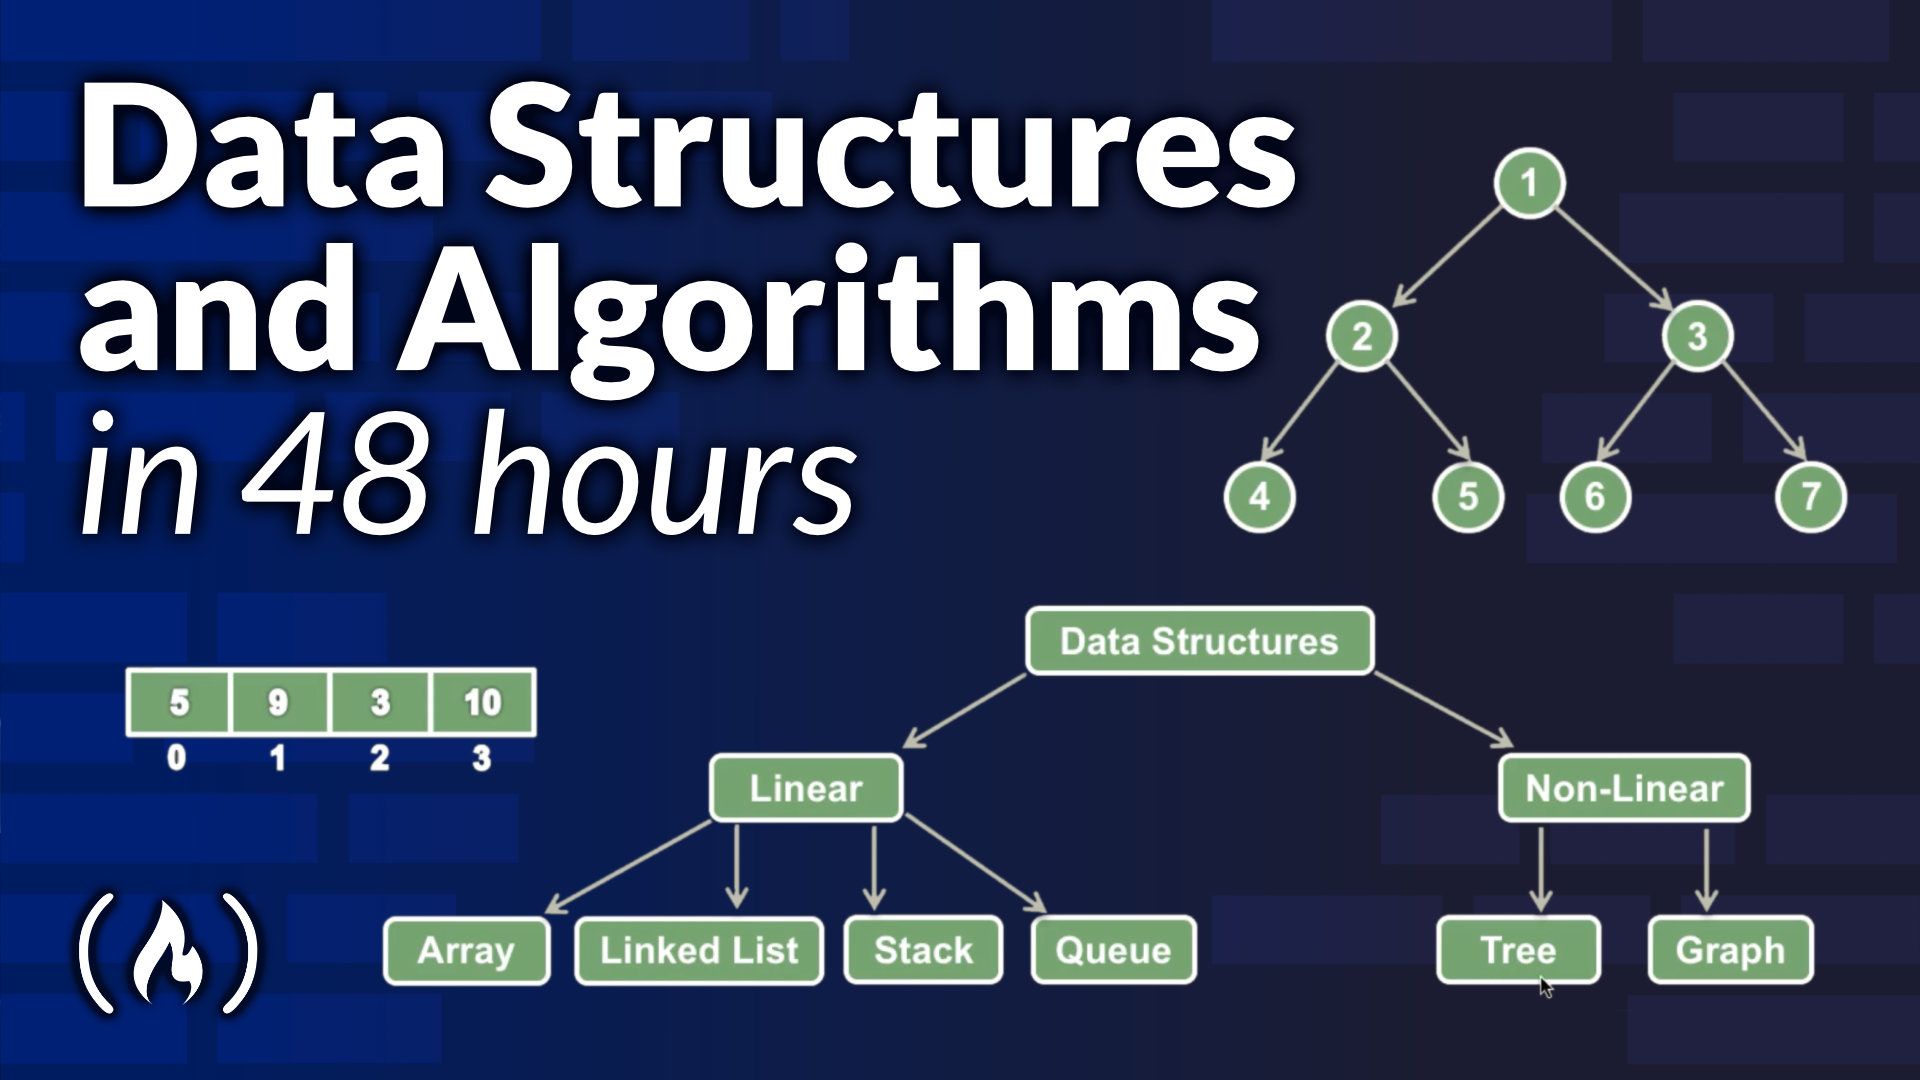 Data Structures
and Algorithms
in 48 hours
1
2 3
4 5 6 7
5 9 3 10
0 1 2 3
Data Structures
Linear Non-Linear
Array Linked List Stack Queue Tree Graph